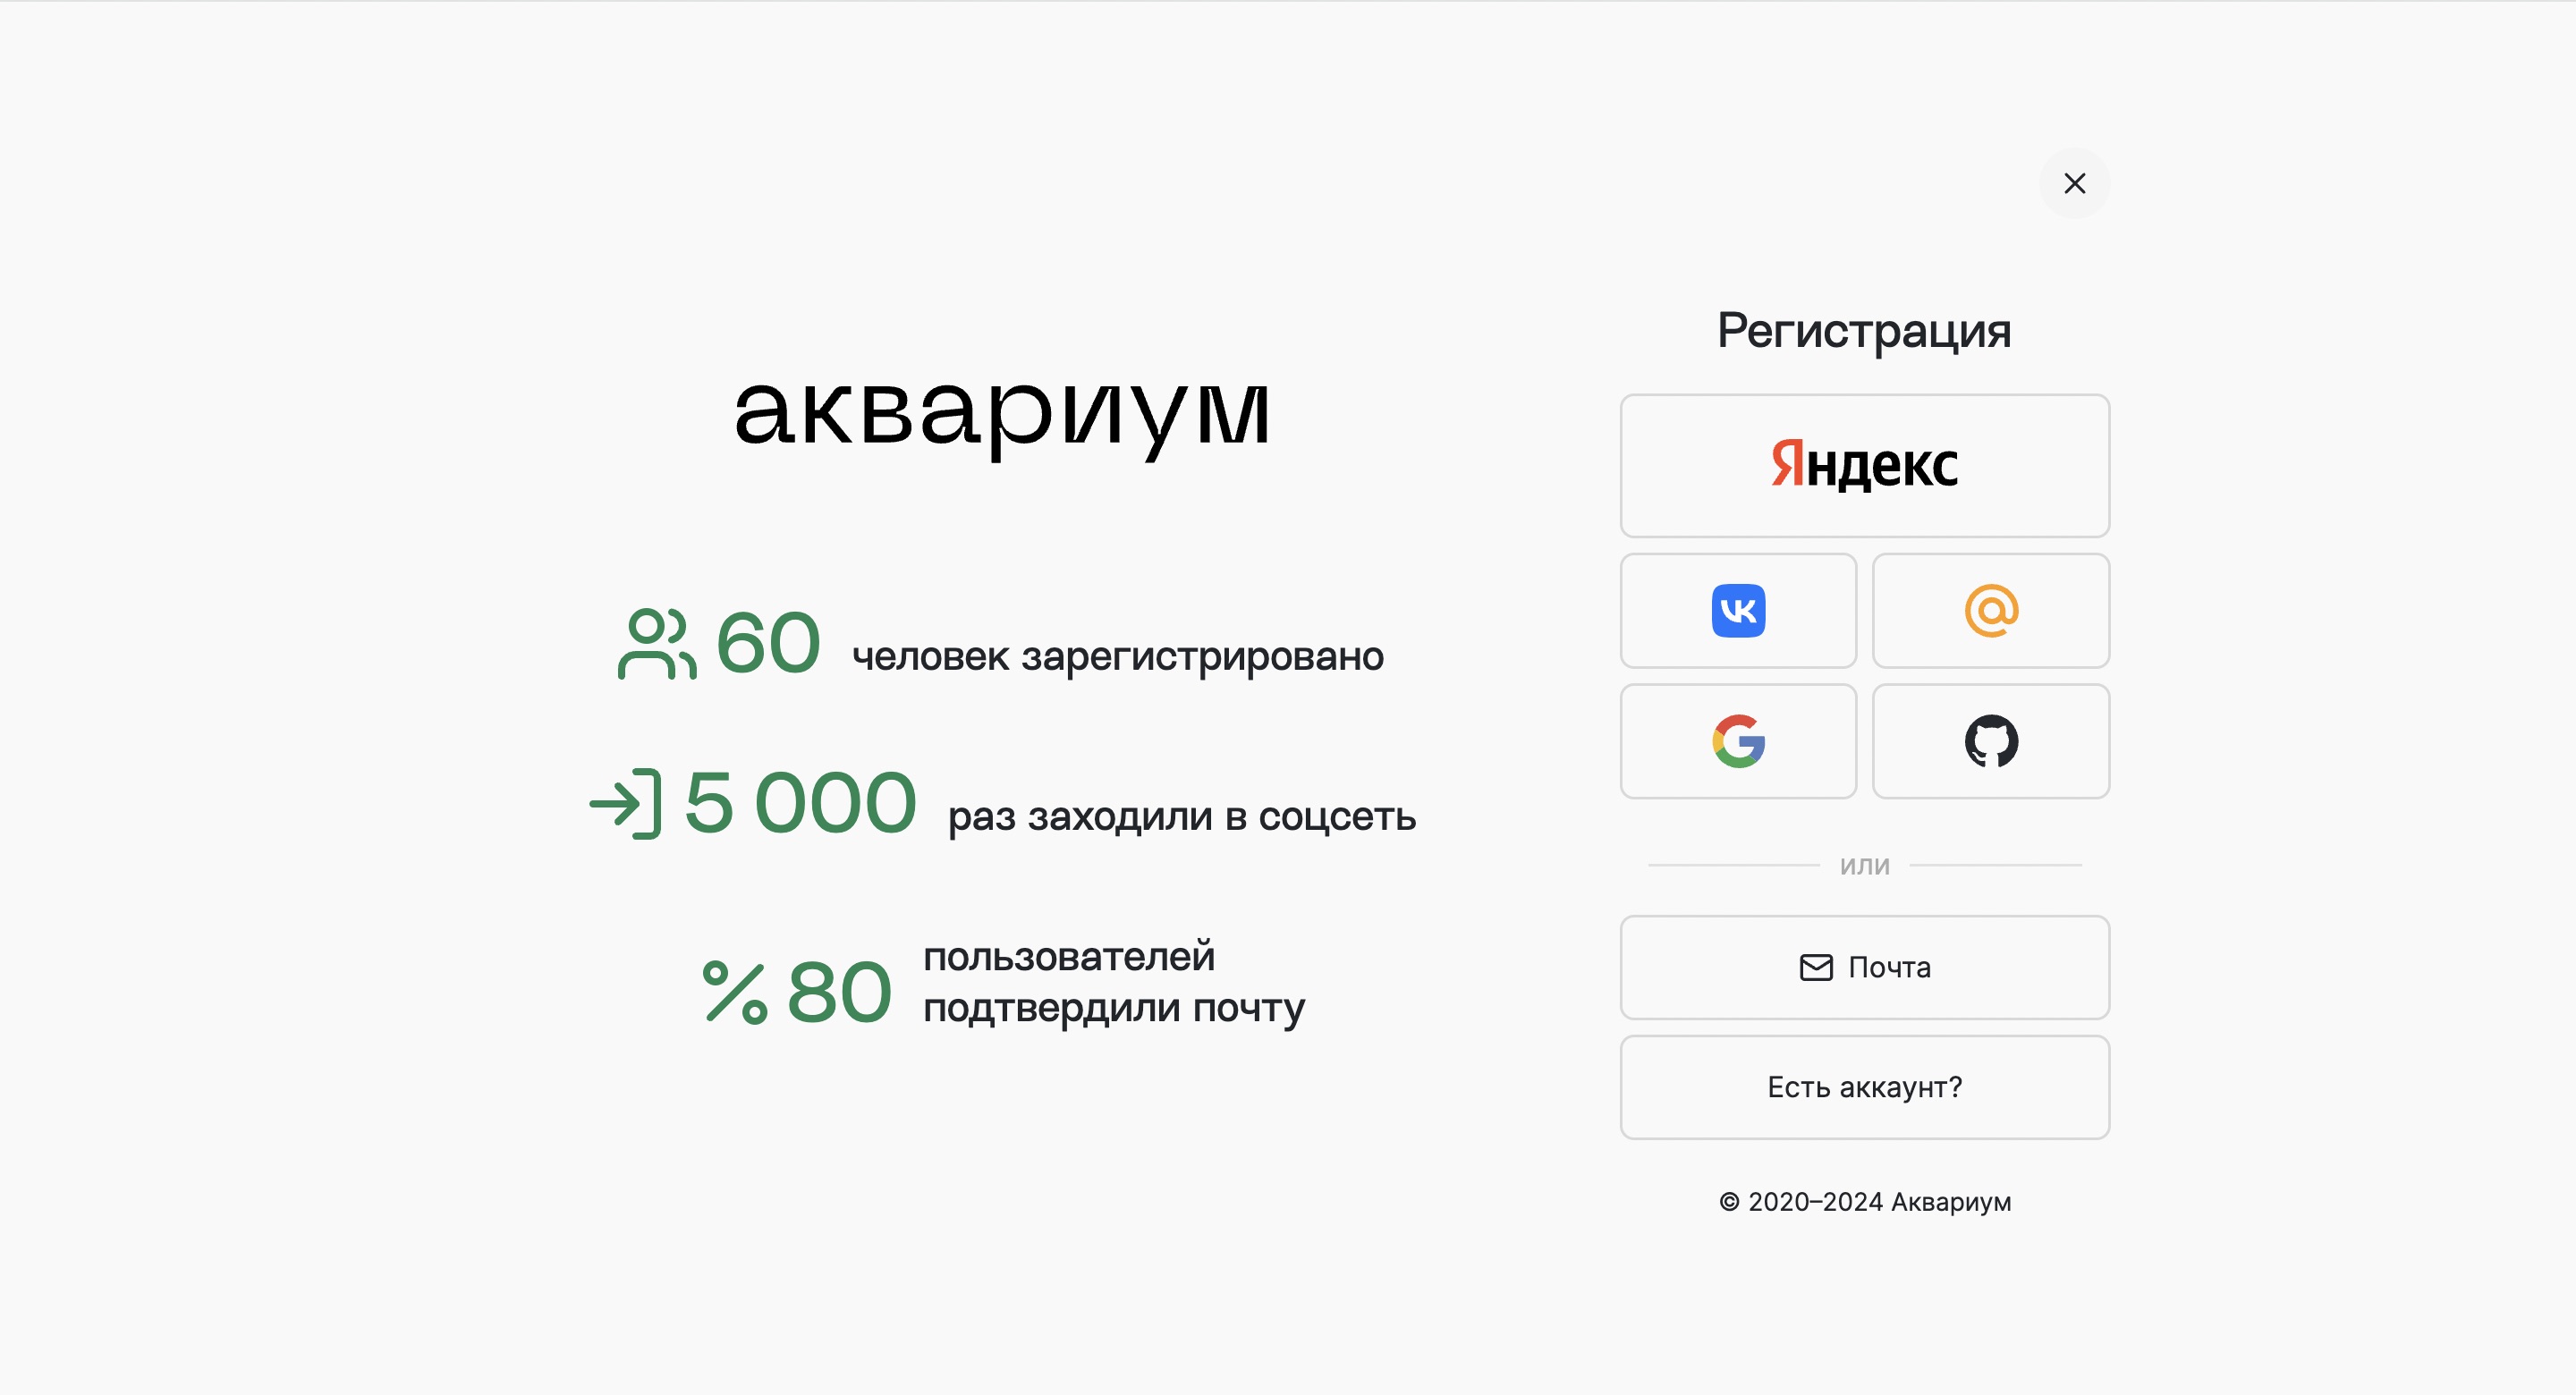 аквариум
60 человек зарегистрировано
5 000 раз заходили в соцсеть
% 80 пользователей
подтвердили почту
Регистрация
Яндекс
VK
@
G
или
Почта
Есть аккаунт?
© 2020–2024 Аквариум